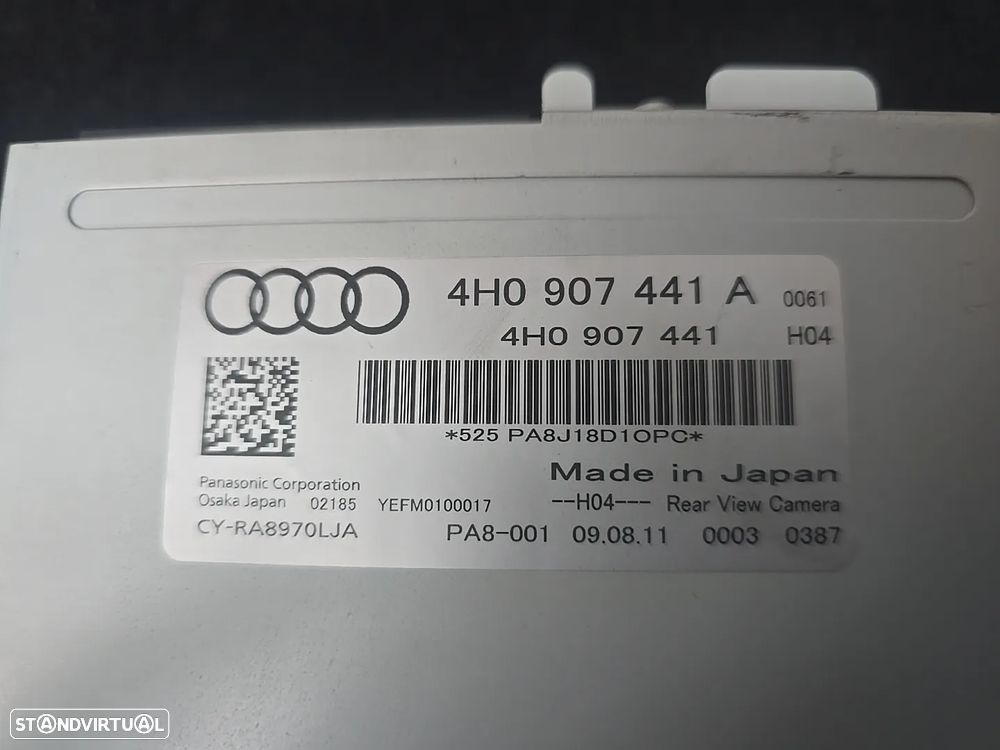 4H0 907 441 A 0061
4H0 907 441 H04
*525 PA8J18D10PC*
Made in Japan
Panasonic Corporation
Osaka Japan 02185 YEFM0100017 --H04--- Rear View Camera
CY-RA8970LJA PA8-001 09.08.11 0003 0387
STANDVIRTUAL